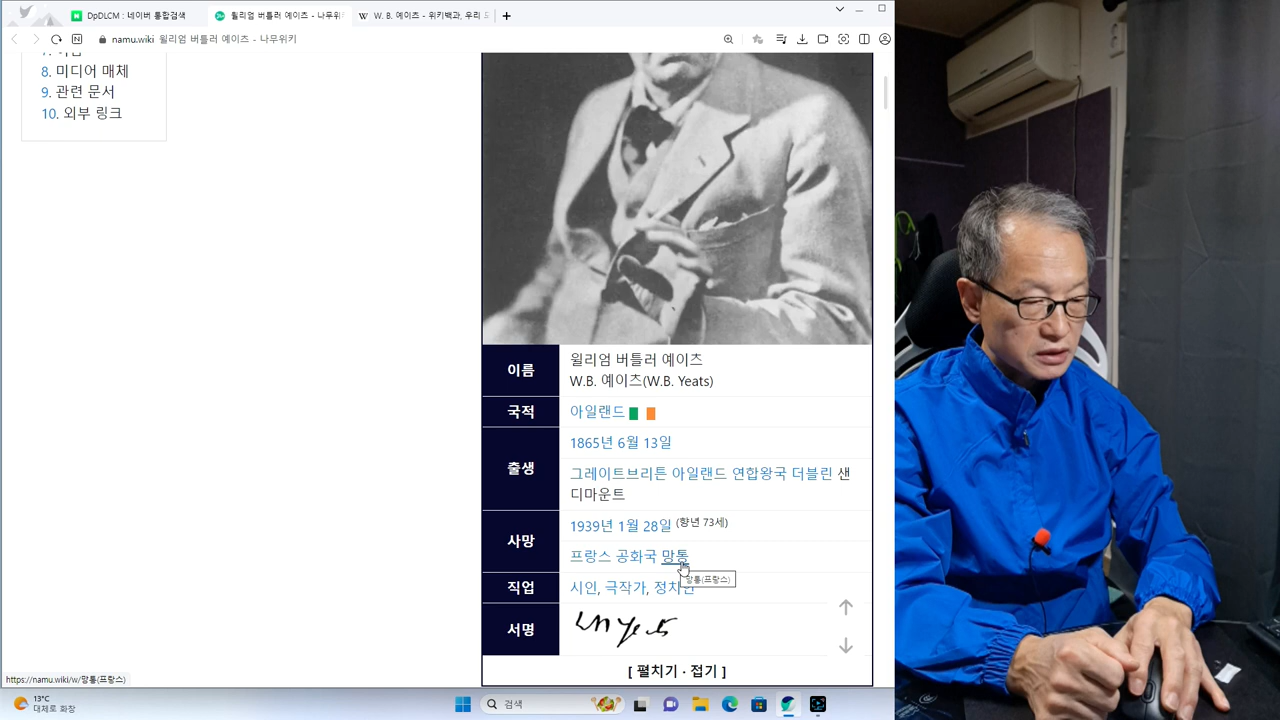 DpDLCM : 네이버 통합검색
윌리엄 버틀러 예이츠 - 나무위키
W. B. 예이츠 - 위키백과, 우리 모
namu.wiki 윌리엄 버틀러 예이츠 - 나무위키
8. 미디어 매체
9. 관련 문서
10. 외부 링크
이름
윌리엄 버틀러 예이츠
W.B. 예이츠(W.B. Yeats)
국적
아일랜드
출생
1865년 6월 13일
그레이트브리튼 아일랜드 연합왕국 더블린 샌
디마운트
사망
1939년 1월 28일 (향년 73세)
프랑스 공화국 망통
망통(프랑스)
직업
시인, 극작가, 정치인
서명
[ 펼치기 · 접기 ]
https://namu.wiki/w/망통(프랑스)
13°C
대체로 화창
검색